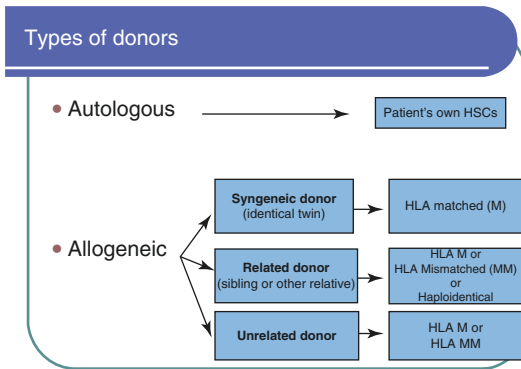 Types of donors
• Autologous
Patient's own HSCs
• Allogeneic
Syngeneic donor
(identical twin)
HLA matched (M)
Related donor
(sibling or other relative)
HLA M or
HLA Mismatched (MM)
or
Haploidentical
Unrelated donor
HLA M or
HLA MM